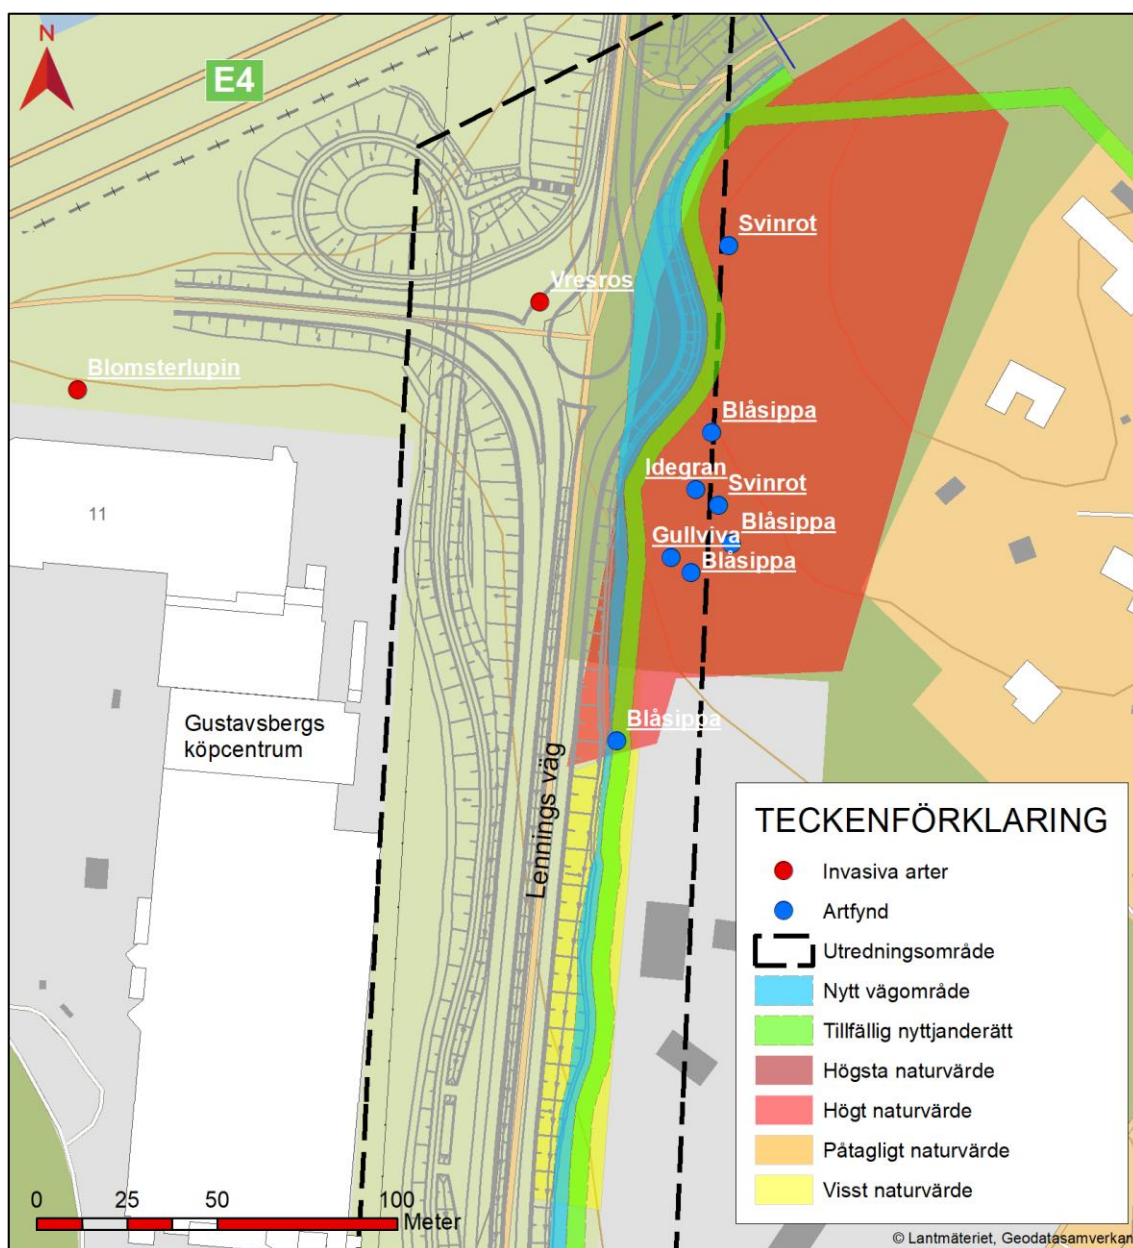 N
E4
Svinrot
Vresros
Blomsterlupin
Blåsippa
Idegran
Svinrot
11
Blåsippa
Gullviva
Blåsippa
Gustavsbergs
köpcentrum
Blåsippa
Lennings väg
TECKENFÖRKLARING
Invasiva arter
Artfynd
Utredningsområde
Nytt vägområde
Tillfällig nyttjanderätt
Högsta naturvärde
Högt naturvärde
Påtagligt naturvärde
Visst naturvärde
0 25 50 100
Meter
© Lantmäteriet, Geodatasamverkan